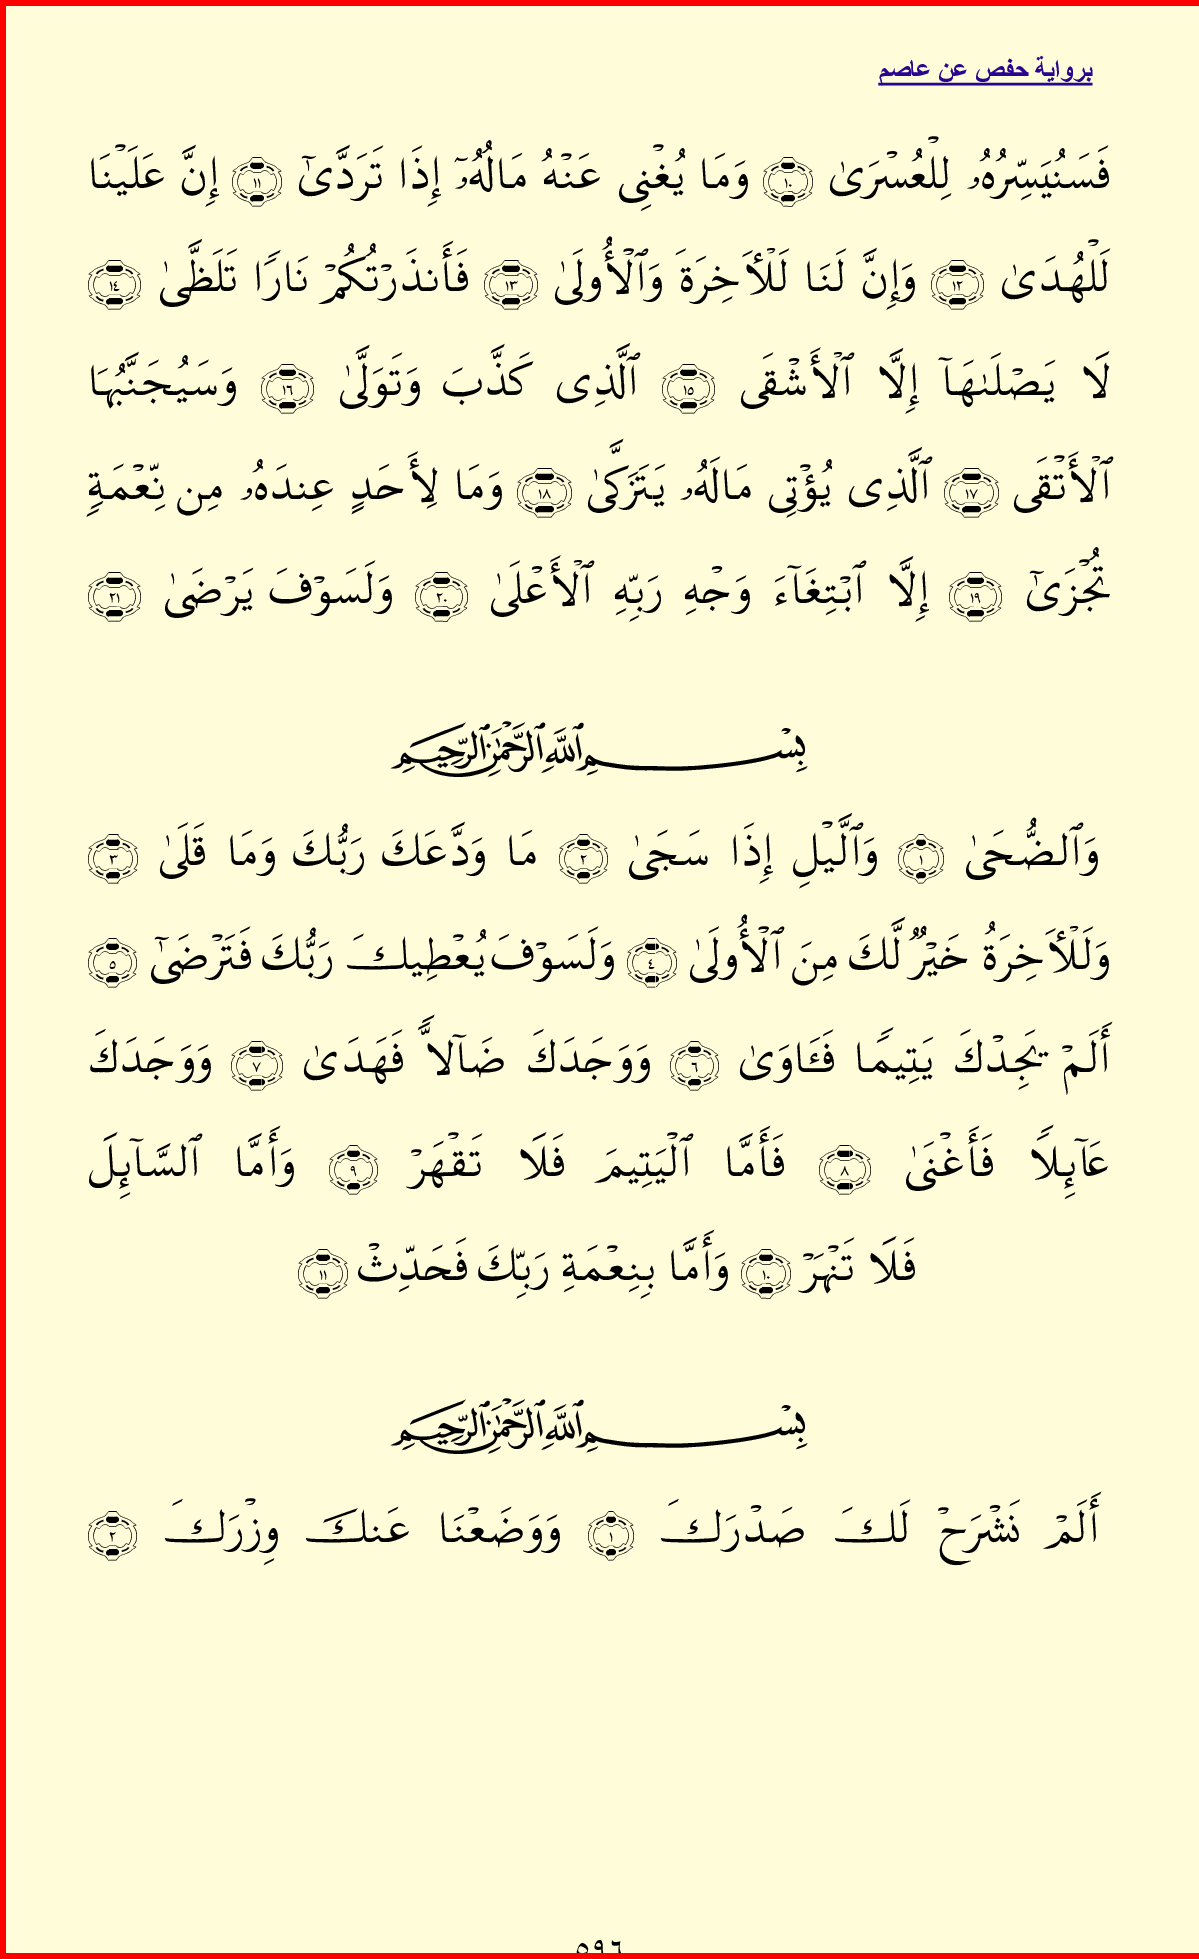 برواية حفص عن عاصم
فَسَنُيَسِّرُهُۥ لِلۡعُسۡرَىٰ ١٠ وَمَا يُغۡنِى عَنۡهُ مَالُهُۥٓ إِذَا تَرَدَّىٰٓ ١١ إِنَّ عَلَيۡنَا
لَلۡهُدَىٰ ١٢ وَإِنَّ لَنَا لَلۡأٓخِرَةَ وَٱلۡأُولَىٰ ١٣ فَأَنذَرۡتُكُمۡ نَارًا تَلَظَّىٰ ١٤
لَا يَصۡلَىٰهَآ إِلَّا ٱلۡأَشۡقَى ١٥ ٱلَّذِى كَذَّبَ وَتَوَلَّىٰ ١٦ وَسَيُجَنَّبُهَا
ٱلۡأَتۡقَى ١٧ ٱلَّذِى يُؤۡتِى مَالَهُۥ يَتَزَكَّىٰ ١٨ وَمَا لِأَحَدٍ عِندَهُۥ مِن نِّعۡمَةٍ
تُجۡزَىٰٓ ١٩ إِلَّا ٱبۡتِغَآءَ وَجۡهِ رَبِّهِ ٱلۡأَعۡلَىٰ ٢٠ وَلَسَوۡفَ يَرۡضَىٰ ٢١
بِسۡمِ ٱللَّهِ ٱلرَّحۡمَٰنِ ٱلرَّحِيمِ
وَٱلضُّحَىٰ ١ وَٱلَّيۡلِ إِذَا سَجَىٰ ٢ مَا وَدَّعَكَ رَبُّكَ وَمَا قَلَىٰ ٣
وَلَلۡأٓخِرَةُ خَيۡرٌ لَّكَ مِنَ ٱلۡأُولَىٰ ٤ وَلَسَوۡفَ يُعۡطِيكَ رَبُّكَ فَتَرۡضَىٰٓ ٥
أَلَمۡ يَجِدۡكَ يَتِيمًا فَـَٔاوَىٰ ٦ وَوَجَدَكَ ضَآلًّا فَهَدَىٰ ٧ وَوَجَدَكَ
عَآئِلًا فَأَغۡنَىٰ ٨ فَأَمَّا ٱلۡيَتِيمَ فَلَا تَقۡهَرۡ ٩ وَأَمَّا ٱلسَّآئِلَ
فَلَا تَنۡهَرۡ ١٠ وَأَمَّا بِنِعۡمَةِ رَبِّكَ فَحَدِّثۡ ١١
بِسۡمِ ٱللَّهِ ٱلرَّحۡمَٰنِ ٱلرَّحِيمِ
أَلَمۡ نَشۡرَحۡ لَكَ صَدۡرَكَ ١ وَوَضَعۡنَا عَنكَ وِزۡرَكَ ٢
٥٩٦